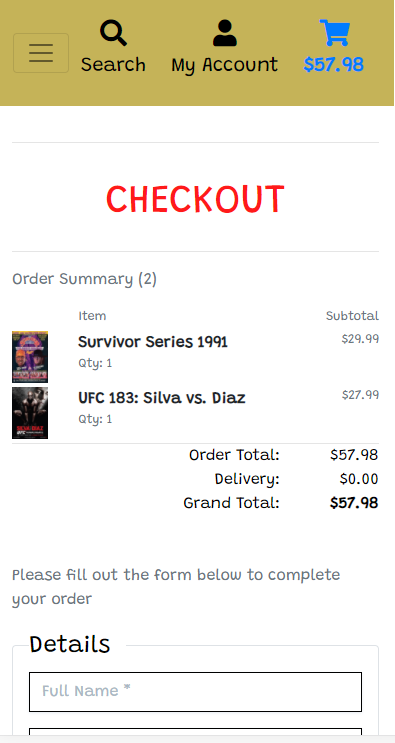 Search My Account $57.98
CHECKOUT
Order Summary (2)
Item Subtotal
Survivor Series 1991 $29.99
Qty: 1
UFC 183: Silva vs. Diaz $27.99
Qty: 1
Order Total: $57.98
Delivery: $0.00
Grand Total: $57.98
Please fill out the form below to complete
your order
Details
Full Name *